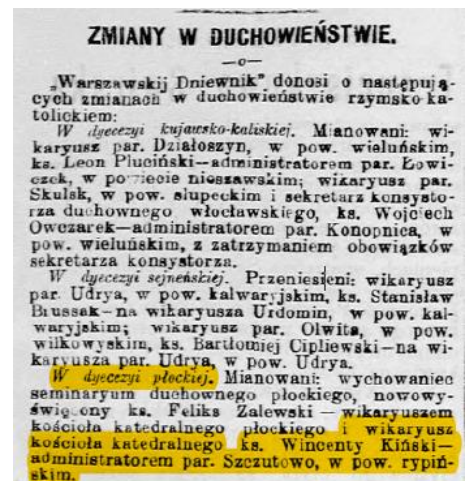 ZMIANY W DUCHOWIEŃSTWIE.
—o—
„Warszawskij Dniewnik" donosi o następują-
cych zmianach w duchowieństwie rzymsko-ka-
tolickiem:
W dyecezyi kujawsko-kaliskiej. Mianowani: wi-
karyusz par. Działoszyn, w pow. wieluńskim,
ks. Leon Pluciński—administratorem par. Łowi-
czek, w powiecie nieszawskim; wikaryusz par.
Skulsk, w pow. słupeckim i sekretarz konsysto-
rza duchownego włocławskiego, ks. Wojciech
Owczarek—administratorem par. Konopnica, w
pow. wieluńskim, z zatrzymaniem obowiązków
sekretarza konsystorza.
W dyecezyi sejneńskiej. Przeniesieni: wikaryusz
par. Udrya, w pow. kalwaryjskim, ks. Stanisław
Brussak—na wikaryusza Urdomin, w pow. kal-
waryjskim; wikaryusz par. Olwita, w pow.
wiłkowyskim, ks. Bartłomiej Cipliewski—na wi-
karyusza par. Udrya, w pow. Udrya.
W dyecezyi płockiej. Mianowani: wychowaniec
seminaryum duchownego płockiego, nowowy-
święcony ks. Feliks Zalewski — wikaryuszem
kościoła katedralnego płockiego i wikaryusz
kościoła katedralnego ks. Wincenty Kiński—
administratorem par. Szczutowo, w pow. rypiń-
skim.